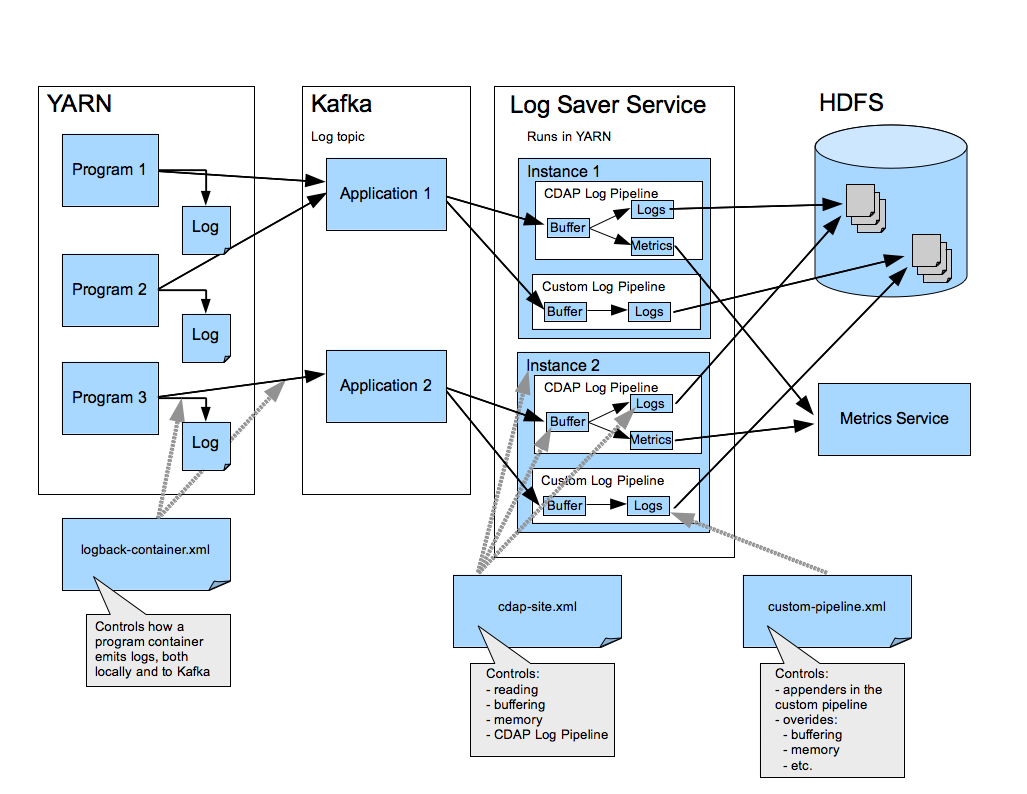 YARN
Program 1
Log
Program 2
Log
Program 3
Log
Kafka
Log topic
Application 1
Application 2
Log Saver Service
Runs in YARN
Instance 1
CDAP Log Pipeline
Buffer
Logs
Metrics
Custom Log Pipeline
Buffer
Logs
Instance 2
CDAP Log Pipeline
Buffer
Logs
Metrics
Custom Log Pipeline
Buffer
Logs
HDFS
Metrics Service
logback-container.xml
Controls how a
program container
emits logs, both
locally and to Kafka
cdap-site.xml
Controls:
- reading
- buffering
- memory
- CDAP Log Pipeline
custom-pipeline.xml
Controls:
- appenders in the
custom pipeline
- overides:
- buffering
- memory
- etc.